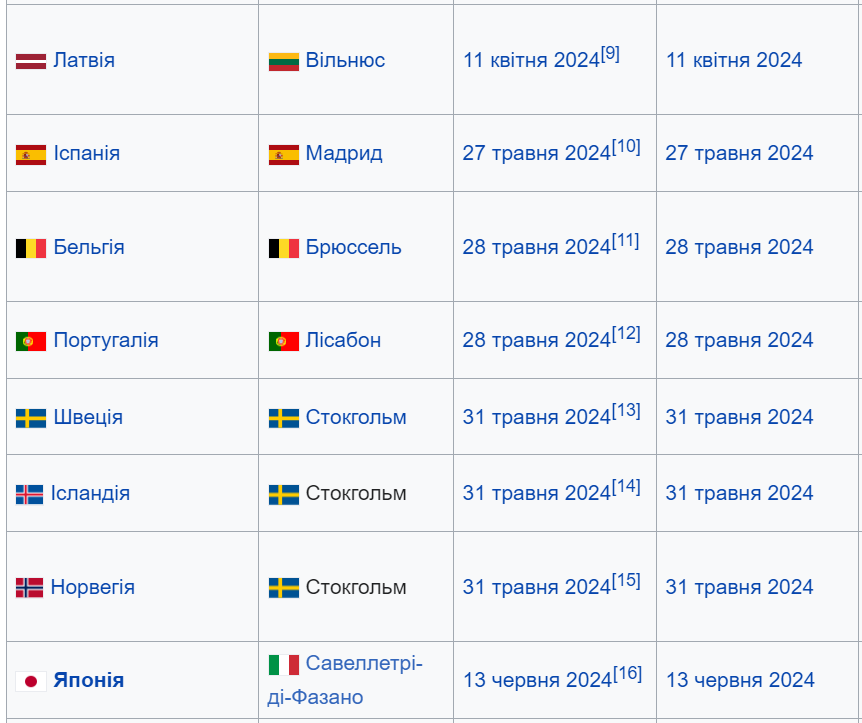 Латвія Вільнюс 11 квітня 2024[9] 11 квітня 2024
Іспанія Мадрид 27 травня 2024[10] 27 травня 2024
Бельгія Брюссель 28 травня 2024[11] 28 травня 2024
Португалія Лісабон 28 травня 2024[12] 28 травня 2024
Швеція Стокгольм 31 травня 2024[13] 31 травня 2024
Ісландія Стокгольм 31 травня 2024[14] 31 травня 2024
Норвегія Стокгольм 31 травня 2024[15] 31 травня 2024
Японія Савеллетрі-
ді-Фазано 13 червня 2024[16] 13 червня 2024